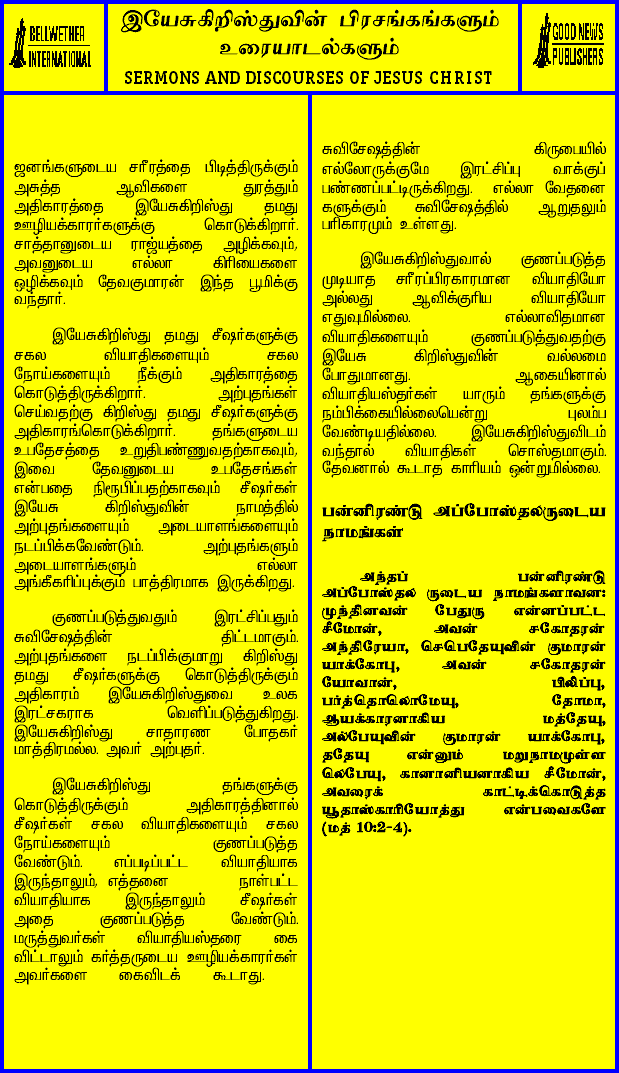 BELLWETHER
INTERNATIONAL
இயேசுகிறிஸ்துவின் பிரசங்கங்களும்
உரையாடல்களும்
SERMONS AND DISCOURSES OF JESUS CHRIST
GOOD NEWS
PUBLISHERS
ஜனங்களுடைய சரீரத்தை பிடித்திருக்கும்
அசுத்த ஆவிகளை துரத்தும்
அதிகாரத்தை இயேசுகிறிஸ்து தமது
ஊழியக்காரர்களுக்கு கொடுக்கிறார்.
சாத்தானுடைய ராஜ்யத்தை அழிக்கவும்,
அவனுடைய எல்லா கிரியைகளை
ஒழிக்கவும் தேவகுமாரன் இந்த பூமிக்கு
வந்தார்.
இயேசுகிறிஸ்து தமது சீஷர்களுக்கு
சகல வியாதிகளையும் சகல
நோய்களையும் நீக்கும் அதிகாரத்தை
கொடுத்திருக்கிறார். அற்புதங்கள்
செய்வதற்கு கிறிஸ்து தமது சீஷர்களுக்கு
அதிகாரங்கொடுக்கிறார். தங்களுடைய
உபதேசத்தை உறுதிபண்ணுவதற்காகவும்,
இவை தேவனுடைய உபதேசங்கள்
என்பதை நிரூபிப்பதற்காகவும் சீஷர்கள்
இயேசு கிறிஸ்துவின் நாமத்தில்
அற்புதங்களையும் அடையாளங்களையும்
நடப்பிக்கவேண்டும். அற்புதங்களும்
அடையாளங்களும் எல்லா
அங்கீகரிப்புக்கும் பாத்திரமாக இருக்கிறது.
குணப்படுத்துவதும் இரட்சிப்பதும்
சுவிசேஷத்தின் திட்டமாகும்.
அற்புதங்களை நடப்பிக்குமாறு கிறிஸ்து
தமது சீஷர்களுக்கு கொடுத்திருக்கும்
அதிகாரம் இயேசுகிறிஸ்துவை உலக
இரட்சகராக வெளிப்படுத்துகிறது.
இயேசுகிறிஸ்து சாதாரண போதகர்
மாத்திரமல்ல. அவர் அற்புதர்.
இயேசுகிறிஸ்து தங்களுக்கு
கொடுத்திருக்கும் அதிகாரத்தினால்
சீஷர்கள் சகல வியாதிகளையும் சகல
நோய்களையும் குணப்படுத்த
வேண்டும். எப்படிப்பட்ட வியாதியாக
இருந்தாலும், எத்தனை நாள்பட்ட
வியாதியாக இருந்தாலும் சீஷர்கள்
அதை குணப்படுத்த வேண்டும்.
மருத்துவர்கள் வியாதியஸ்தரை கை
விட்டாலும் கர்த்தருடைய ஊழியக்காரர்கள்
அவர்களை கைவிடக் கூடாது.
சுவிசேஷத்தின் கிருபையில்
எல்லோருக்குமே இரட்சிப்பு வாக்குப்
பண்ணப்பட்டிருக்கிறது. எல்லா வேதனை
களுக்கும் சுவிசேஷத்தில் ஆறுதலும்
பரிகாரமும் உள்ளது.
இயேசுகிறிஸ்துவால் குணப்படுத்த
முடியாத சரீரப்பிரகாரமான வியாதியோ
அல்லது ஆவிக்குரிய வியாதியோ
எதுவுமில்லை. எல்லாவிதமான
வியாதிகளையும் குணப்படுத்துவதற்கு
இயேசு கிறிஸ்துவின் வல்லமை
போதுமானது. ஆகையினால்
வியாதியஸ்தர்கள் யாரும் தங்களுக்கு
நம்பிக்கையில்லையென்று புலம்ப
வேண்டியதில்லை. இயேசுகிறிஸ்துவிடம்
வந்தால் வியாதிகள் சொஸ்தமாகும்.
தேவனால் கூடாத காரியம் ஒன்றுமில்லை.
பன்னிரண்டு அப்போஸ்தலருடைய
நாமங்கள்
அந்தப் பன்னிரண்டு
அப்போஸ்தல ருடைய நாமங்களாவன:
முந்தினவன் பேதுரு என்னப்பட்ட
சீமோன், அவன் சகோதரன்
அந்திரேயா, செபெதேயுவின் குமாரன்
யாக்கோபு, அவன் சகோதரன்
யோவான், பிலிப்பு,
பர்த்தொலொமேயு, தோமா,
ஆயக்காரனாகிய மத்தேயு,
அல்பேயுவின் குமாரன் யாக்கோபு,
ததேயு என்னும் மறுநாமமுள்ள
லெபேயு, கானானியனாகிய சீமோன்,
அவரைக் காட்டிக்கொடுத்த
யூதாஸ்காரியோத்து என்பவைகளே
(மத் 10:2-4).